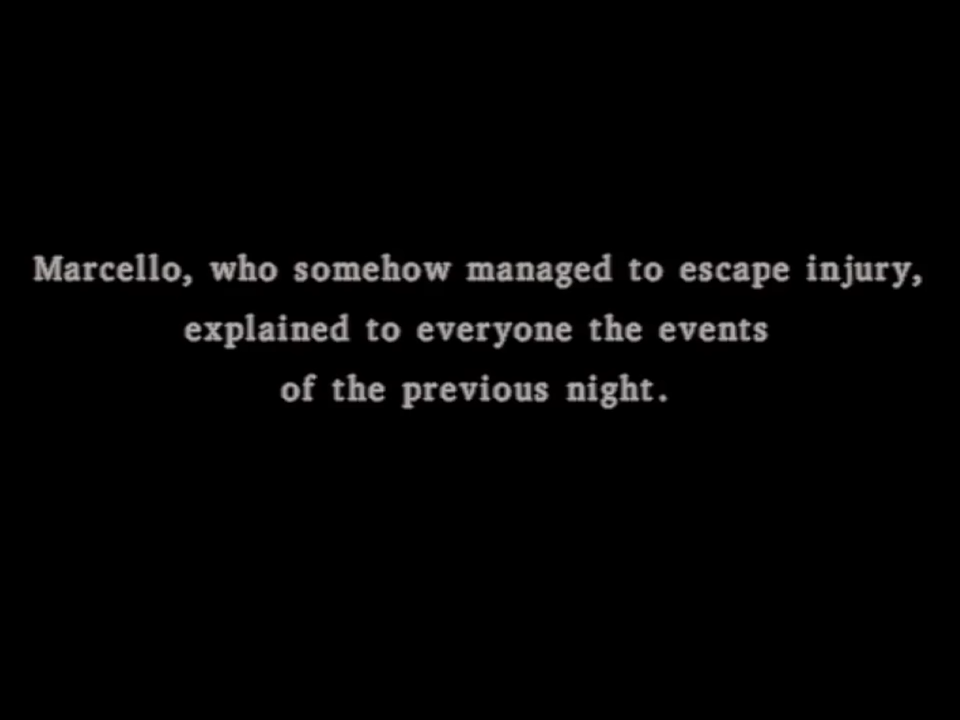 Marcello, who somehow managed to escape injury,
explained to everyone the events
of the previous night.